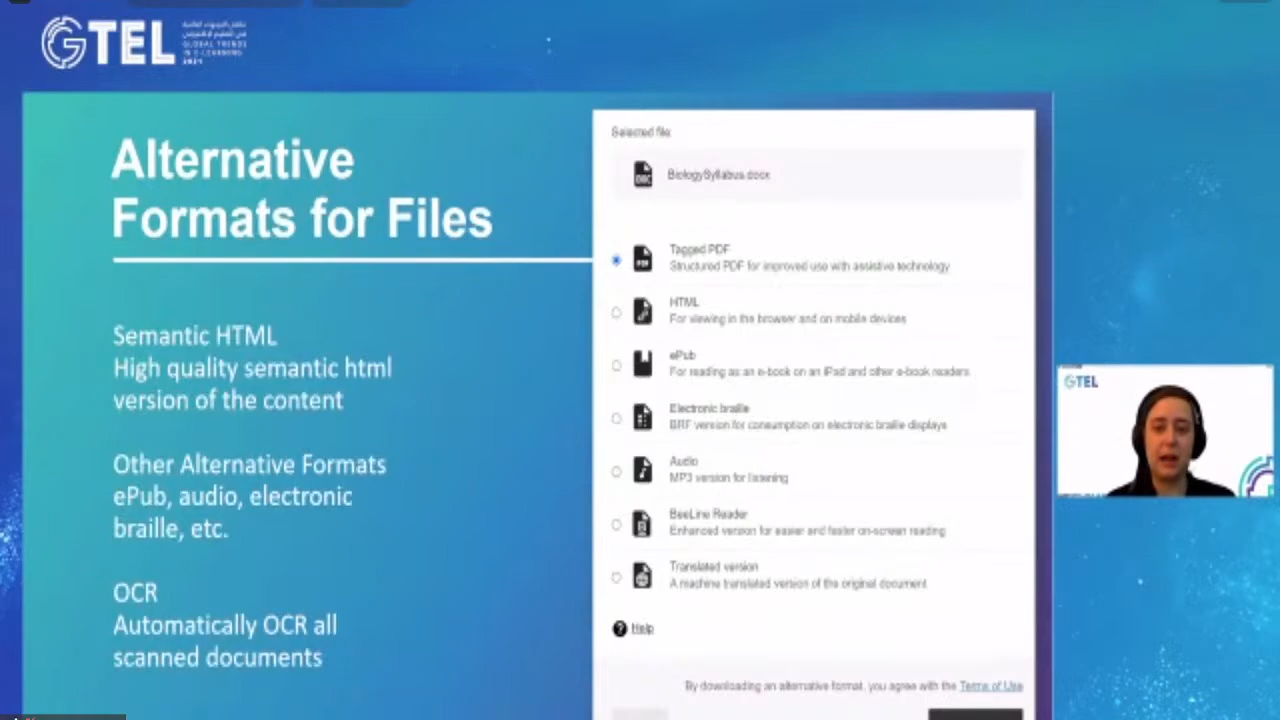 GTEL
GLOBAL TRENDS
IN E-LEARNING
2021
Alternative
Formats for Files
Semantic HTML
High quality semantic html
version of the content
Other Alternative Formats
ePub, audio, electronic
braille, etc.
OCR
Automatically OCR all
scanned documents
Selected file
BiologySyllabus.docx
Tagged PDF
Structured PDF for improved use with assistive technology
HTML
For viewing in the browser and on mobile devices
ePub
For reading as an e-book on an iPad and other e-book readers
Electronic braille
BRF version for consumption on electronic braille displays
Audio
MP3 version for listening
BeeLine Reader
Enhanced version for easier and faster on-screen reading
Translated version
A machine translated version of the original document
Help
By downloading an alternative format, you agree with the Terms of Use
GTEL